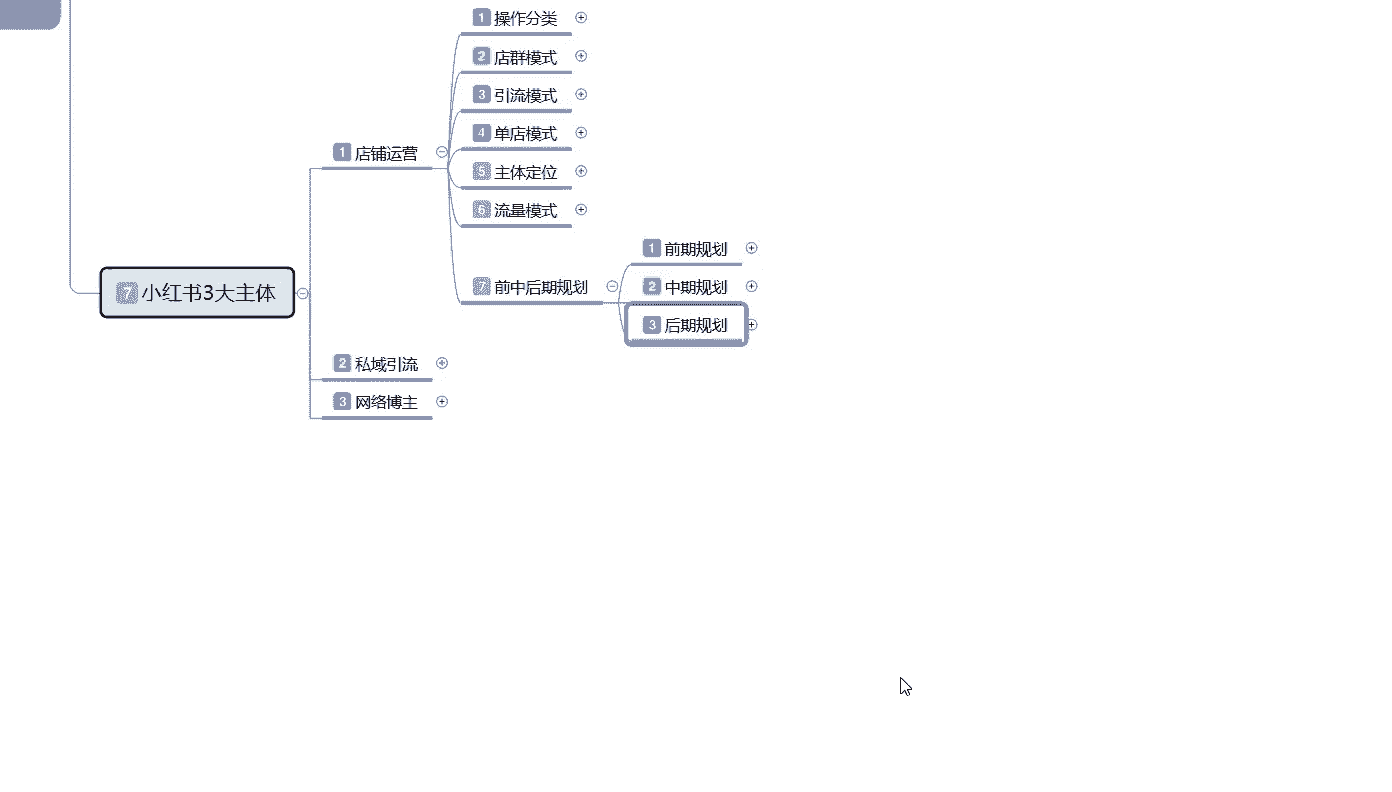 1 操作分类
2 店群模式
3 引流模式
4 单店模式
1 店铺运营
5 主体定位
6 流量模式
1 前期规划
7 前中后期规划
2 中期规划
7 小红书3大主体
3 后期规划
2 私域引流
3 网络博主